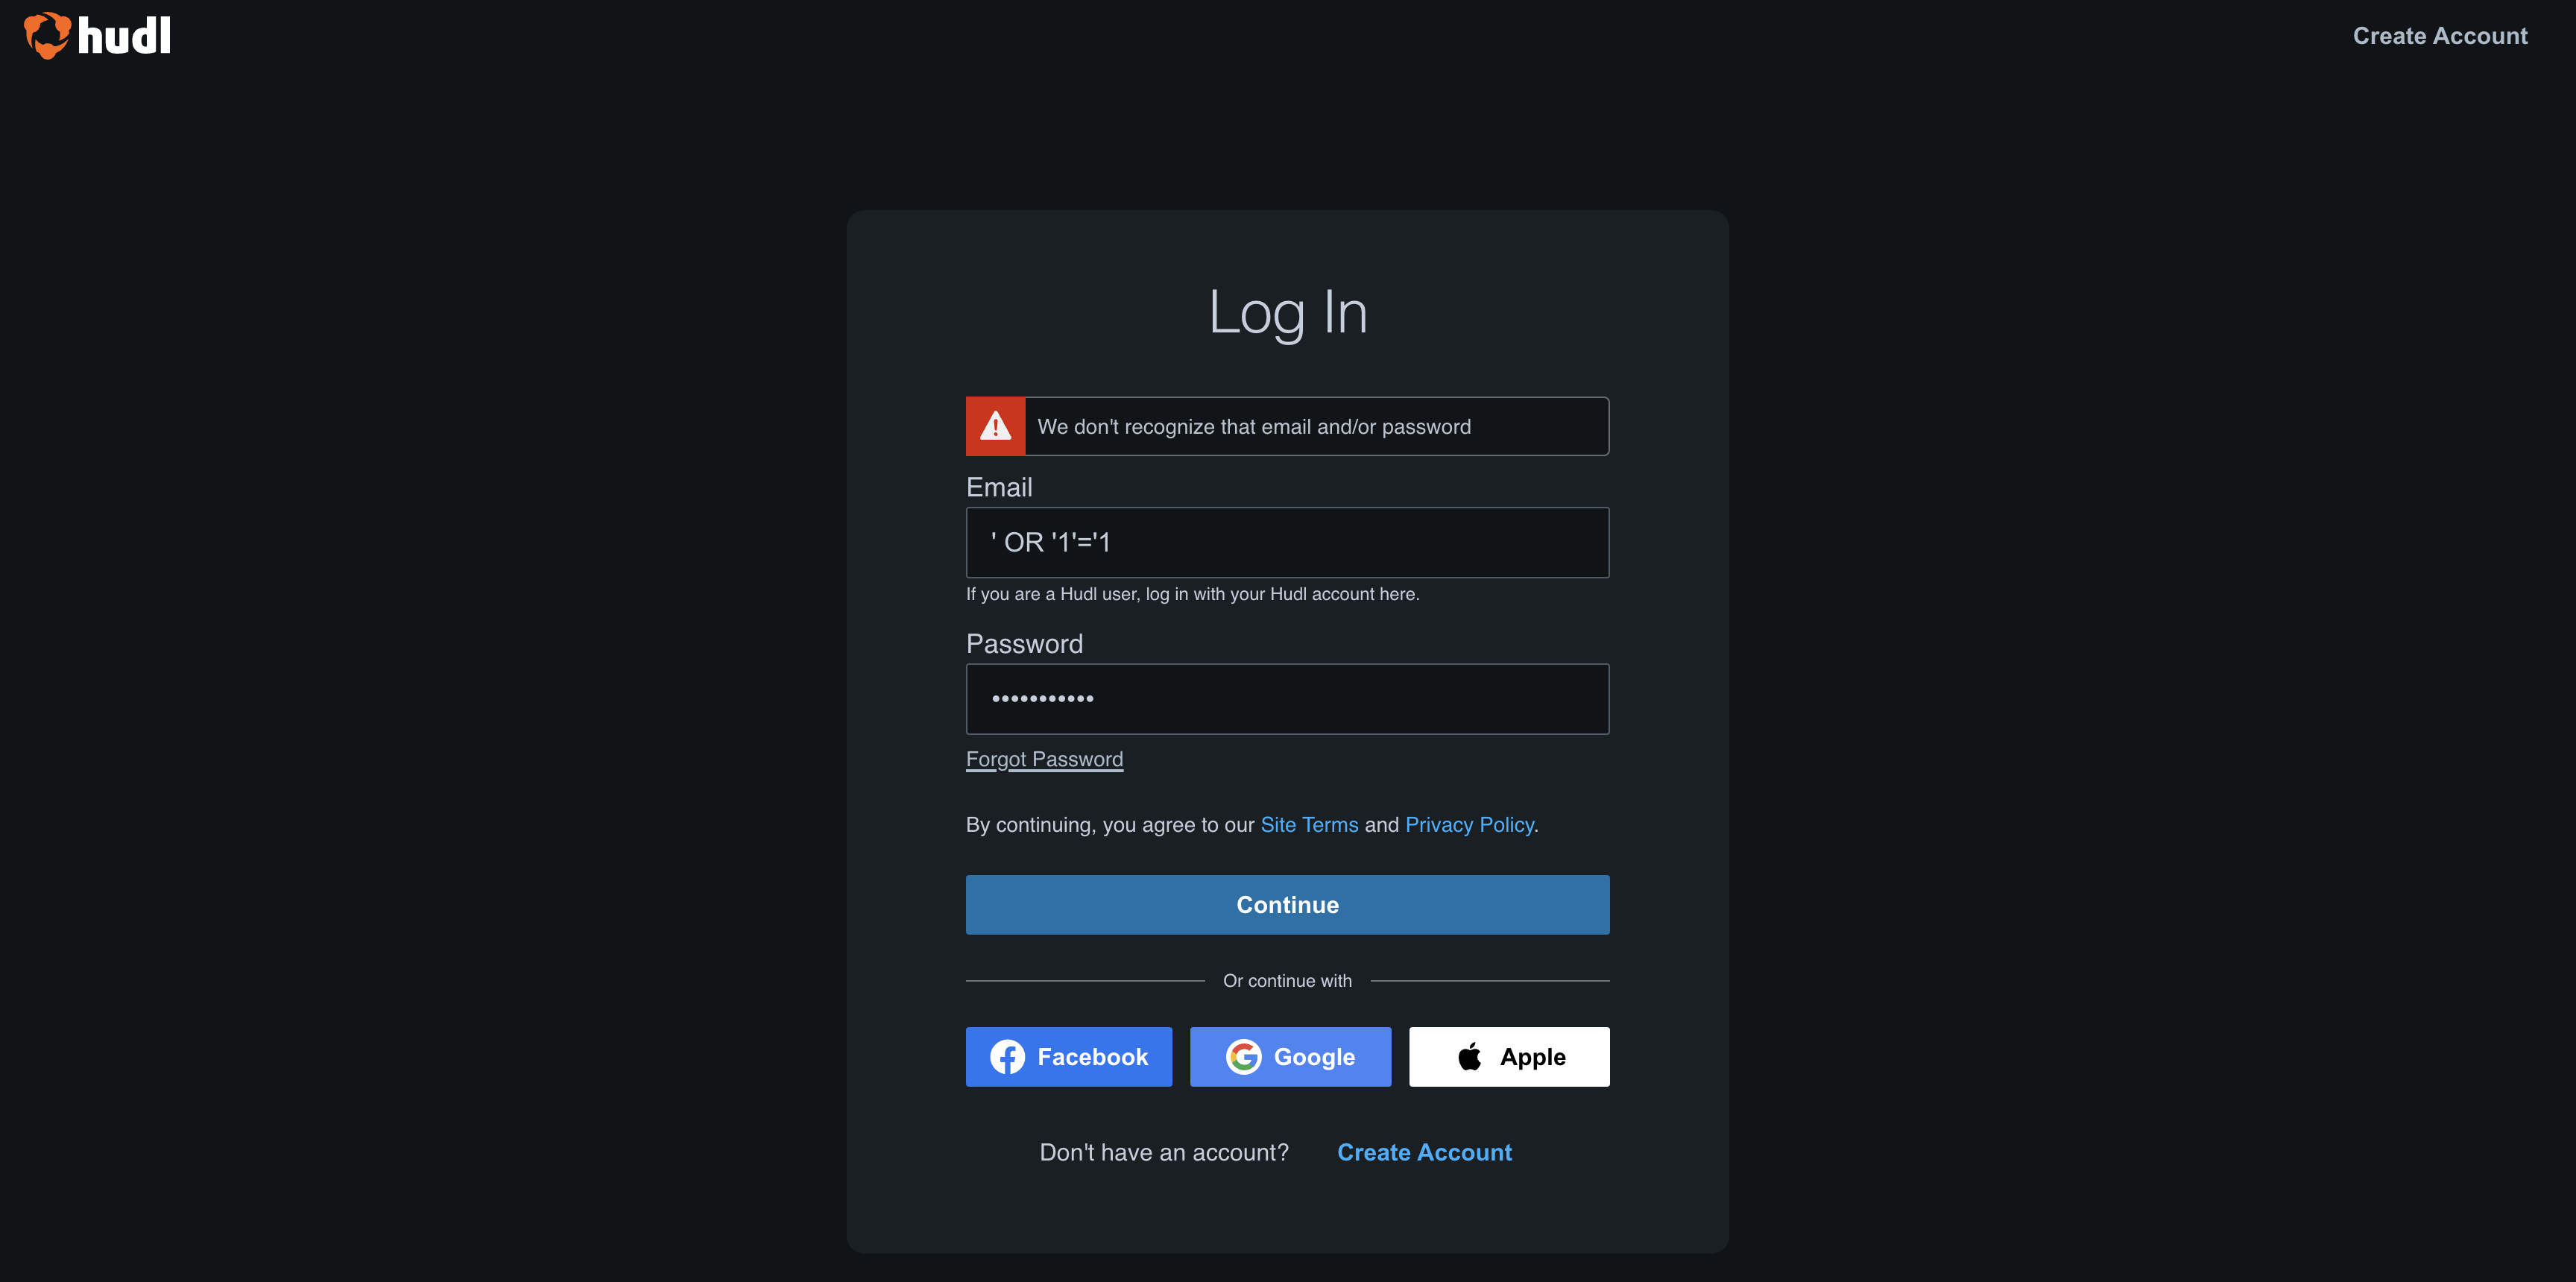 hudl
Create Account
Log In
We don't recognize that email and/or password
Email
' OR '1'='1
If you are a Hudl user, log in with your Hudl account here.
Password
•••••••••••
Forgot Password
By continuing, you agree to our Site Terms and Privacy Policy.
Continue
Or continue with
Facebook
Google
Apple
Don't have an account? Create Account